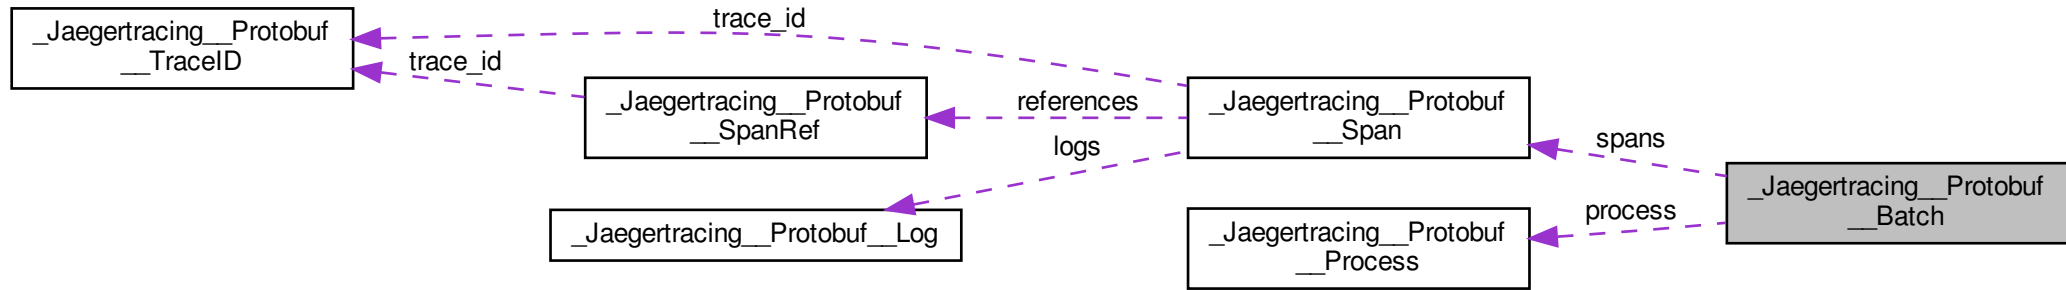 _Jaegertracing__Protobuf
__TraceID
trace_id
trace_id
_Jaegertracing__Protobuf
__SpanRef
references
logs
_Jaegertracing__Protobuf__Log
_Jaegertracing__Protobuf
__Span
_Jaegertracing__Protobuf
__Process
spans
process
_Jaegertracing__Protobuf
__Batch